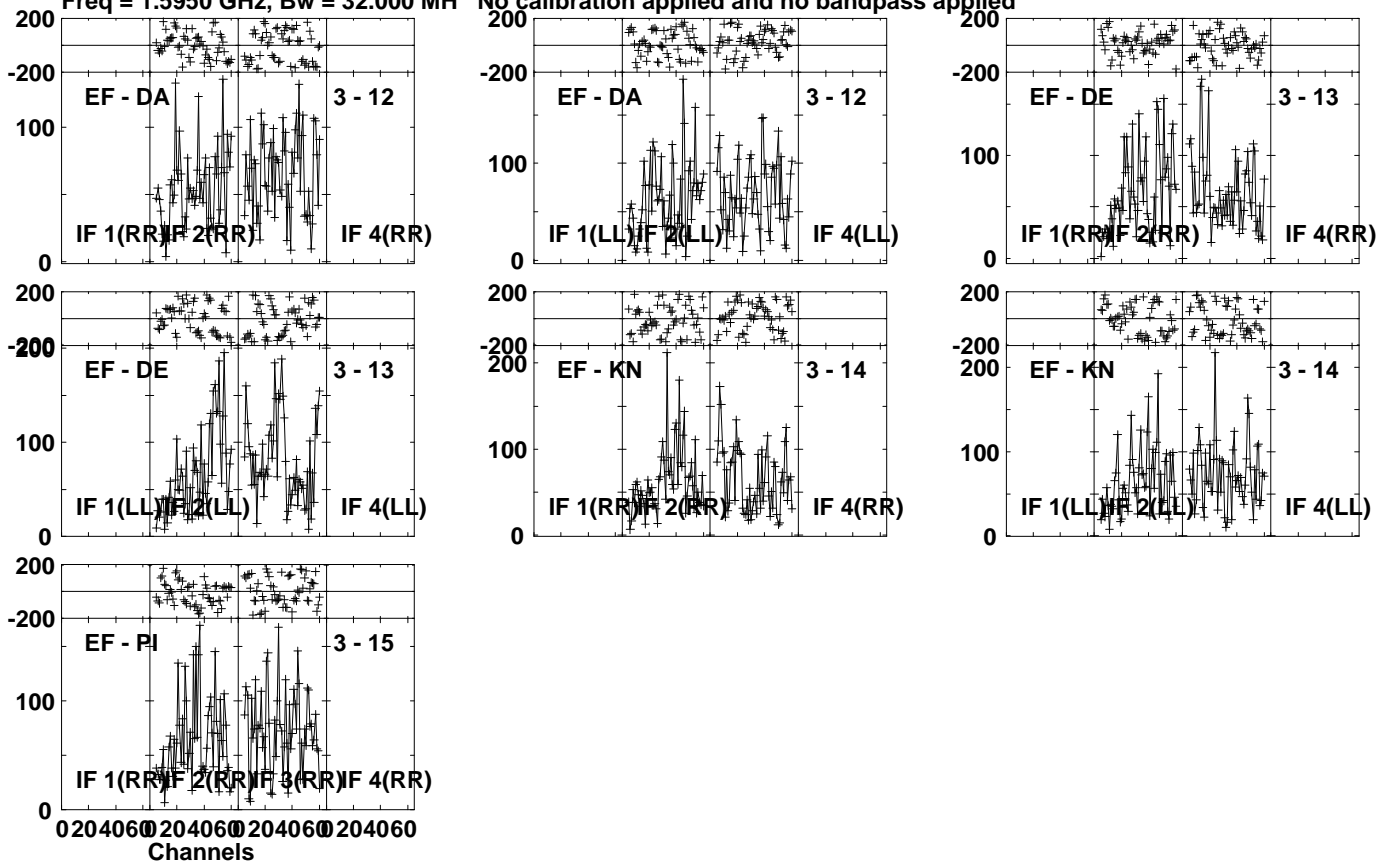 Freq = 1.5950 GHz, Bw = 32.000 MH No calibration applied and no bandpass applied
200
-200
EF - DA 3 - 12
100
IF 1(RR) IF 2(RR) IF 4(RR)
0
-200
EF - DA 3 - 12
100
IF 1(LL) IF 2(LL) IF 4(LL)
0
-200
EF - DE 3 - 13
100
IF 1(RR) IF 2(RR) IF 4(RR)
0
200
-200
200
EF - DE 3 - 13
100
IF 1(LL) IF 2(LL) IF 4(LL)
0
200
-200
200
EF - KN 3 - 14
100
IF 1(RR) IF 2(RR) IF 4(RR)
0
200
-200
200
EF - KN 3 - 14
100
IF 1(LL) IF 2(LL) IF 4(LL)
0
200
-200
EF - PI 3 - 15
100
IF 1(RR) IF 2(RR) IF 3(RR) IF 4(RR)
0
0 20 40 60 0 20 40 60 0 20 40 60 0 20 40 60
Channels